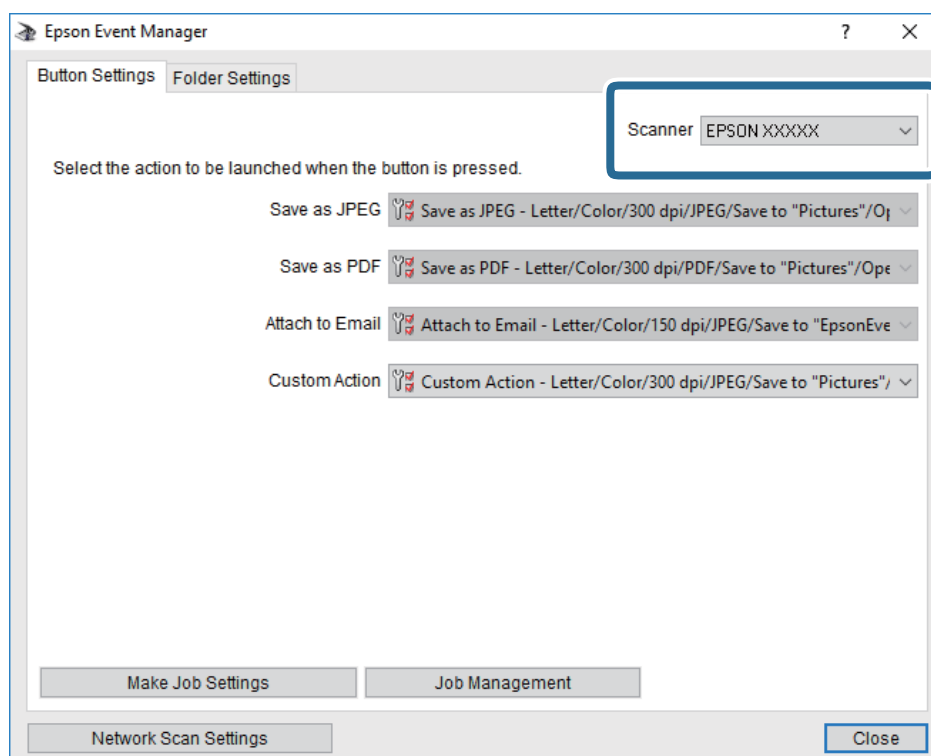 Epson Event Manager
?
Button Settings Folder Settings
Scanner EPSON XXXXX
Select the action to be launched when the button is pressed.
Save as JPEG Save as JPEG - Letter/Color/300 dpi/JPEG/Save to "Pictures"/Op
Save as PDF Save as PDF - Letter/Color/300 dpi/PDF/Save to "Pictures"/Ope
Attach to Email Attach to Email - Letter/Color/150 dpi/JPEG/Save to "EpsonEve
Custom Action Custom Action - Letter/Color/300 dpi/JPEG/Save to "Pictures"/
Make Job Settings Job Management
Network Scan Settings Close